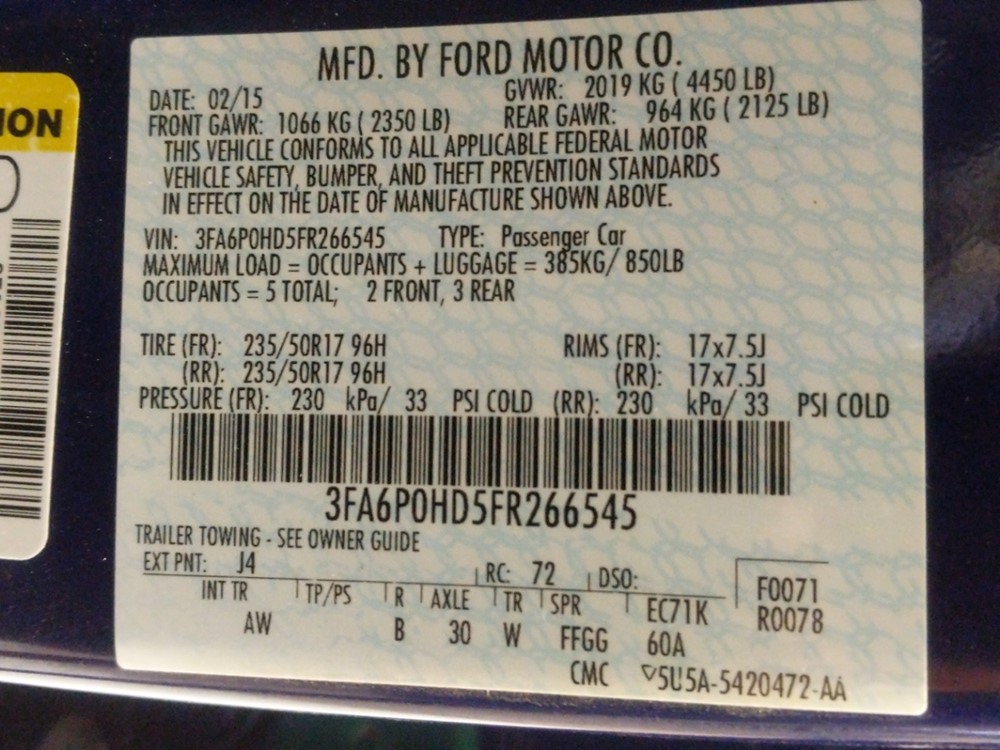 ION
MFD. BY FORD MOTOR CO.
DATE: 02/15 GVWR: 2019 KG ( 4450 LB)
FRONT GAWR: 1066 KG ( 2350 LB) REAR GAWR: 964 KG ( 2125 LB)
THIS VEHICLE CONFORMS TO ALL APPLICABLE FEDERAL MOTOR
VEHICLE SAFETY, BUMPER, AND THEFT PREVENTION STANDARDS
IN EFFECT ON THE DATE OF MANUFACTURE SHOWN ABOVE.
VIN: 3FA6P0HD5FR266545 TYPE: Passenger Car
MAXIMUM LOAD = OCCUPANTS + LUGGAGE = 385KG/ 850LB
OCCUPANTS = 5 TOTAL; 2 FRONT, 3 REAR
TIRE (FR): 235/50R17 96H RIMS (FR): 17x7.5J
(RR): 235/50R17 96H (RR): 17x7.5J
PRESSURE (FR): 230 kPa/ 33 PSI COLD (RR): 230 kPa/ 33 PSI COLD
3FA6P0HD5FR266545
TRAILER TOWING - SEE OWNER GUIDE
EXT PNT: J4 RC: 72 DSO:
INT TR TP/PS R AXLE TR SPR EC71K F0071
AW B 30 W FFGG 60A R0078
CMC 5U5A-5420472-AA